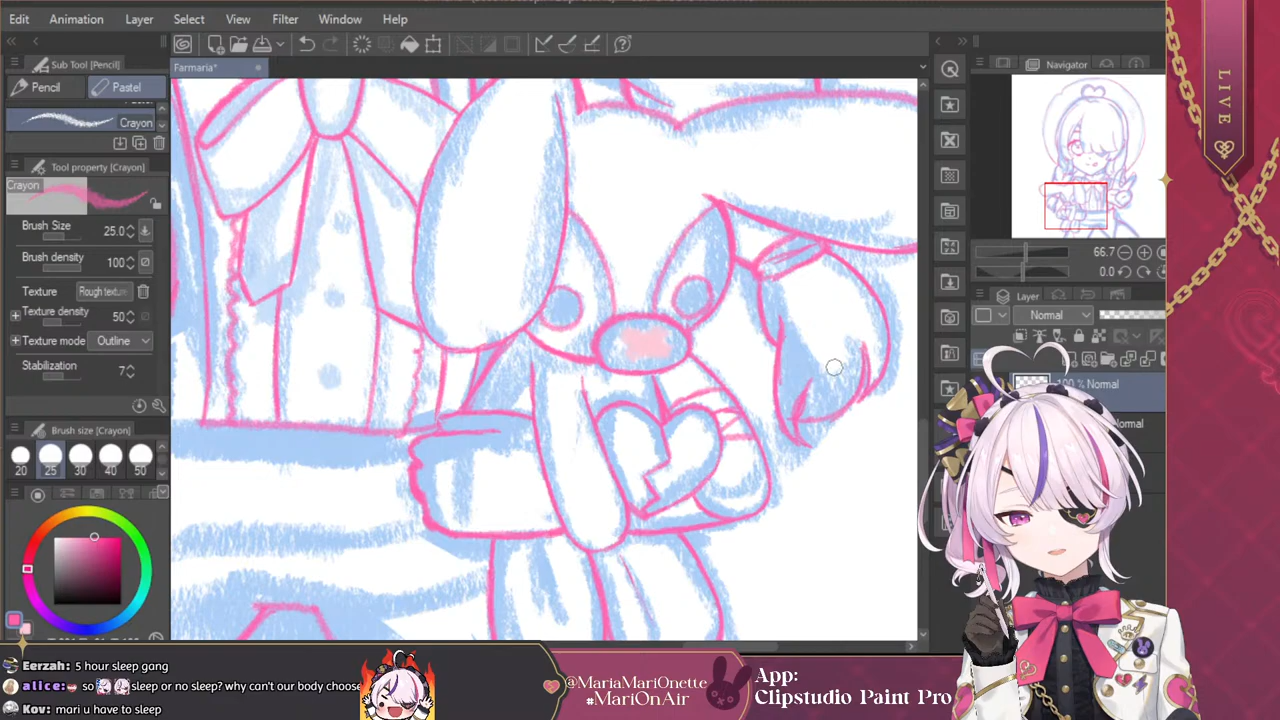 Edit Animation Layer Select View Filter Window Help
Sub Tool [Pencil]
Farmaria*
Navigator
Pencil
Pastel
Crayon
Tool property [Crayon]
Crayon
Brush Size 25.0
Brush density 100
Texture Rough texture
Texture density 50
Texture mode Outline
Stabilization 7
Brush size [Crayon]
20 25 30 40 50
66.7
0.0
Layer
Normal
100 % Normal
Normal
LIVE
Eerzah: 5 hour sleep gang
alice: so sleep or no sleep? why can't our body choose
Kov: mari u have to sleep
@MariaMariOnette
#MariOnAir
App:
Clipstudio Paint Pro